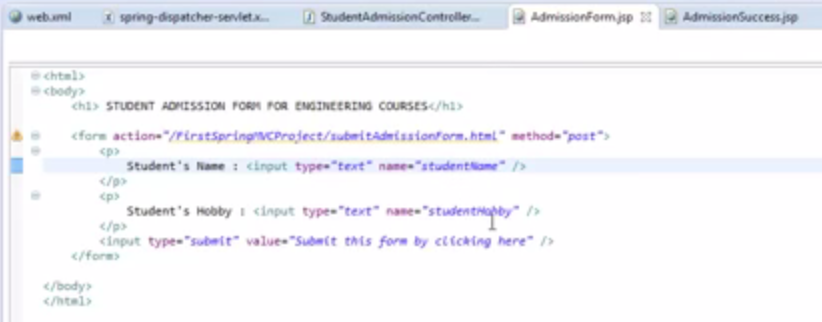 web.xml spring-dispatcher-servlet.x... StudentAdmissionController... AdmissionForm.jsp AdmissionSuccess.jsp
<html>
<body>
<h1> STUDENT ADMISSION FORM FOR ENGINEERING COURSES</h1>
<form action="/FirstSpringMVCProject/submitAdmissionForm.html" method="post">
<p>
Student's Name : <input type="text" name="studentName" />
</p>
<p>
Student's Hobby : <input type="text" name="studentHobby" />
</p>
<input type="submit" value="Submit this form by clicking here" />
</form>
</body>
</html>